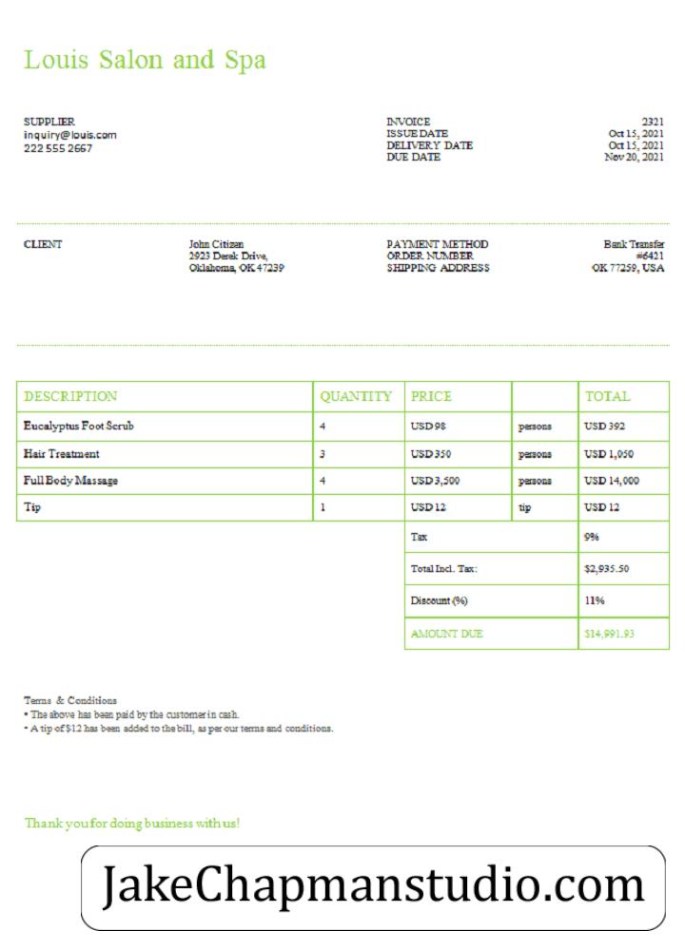 Louis Salon and Spa
SUPPLIER
inquiry@louis.com
222 555 2667
INVOICE 2321
ISSUE DATE Oct 15, 2021
DELIVERY DATE Oct 15, 2021
DUE DATE Nov 20, 2021
CLIENT
John Citizen
2923 Derek Drive,
Oklahoma, OK 47239
PAYMENT METHOD Bank Transfer
ORDER NUMBER #6421
SHIPPING ADDRESS OK 77259, USA
DESCRIPTION QUANTITY PRICE TOTAL
Eucalyptus Foot Scrub 4 USD 98 persons USD 392
Hair Treatment 3 USD 350 persons USD 1,050
Full Body Massage 4 USD 3,500 persons USD 14,000
Tip 1 USD 12 tip USD 12
Tax 9%
Total Incl. Tax: $2,935.50
Discount (%) 11%
AMOUNT DUE $14,991.93
Terms & Conditions
• The above has been paid by the customer in cash.
• A tip of $12 has been added to the bill, as per our terms and conditions.
Thank you for doing business with us!
JakeChapmanstudio.com